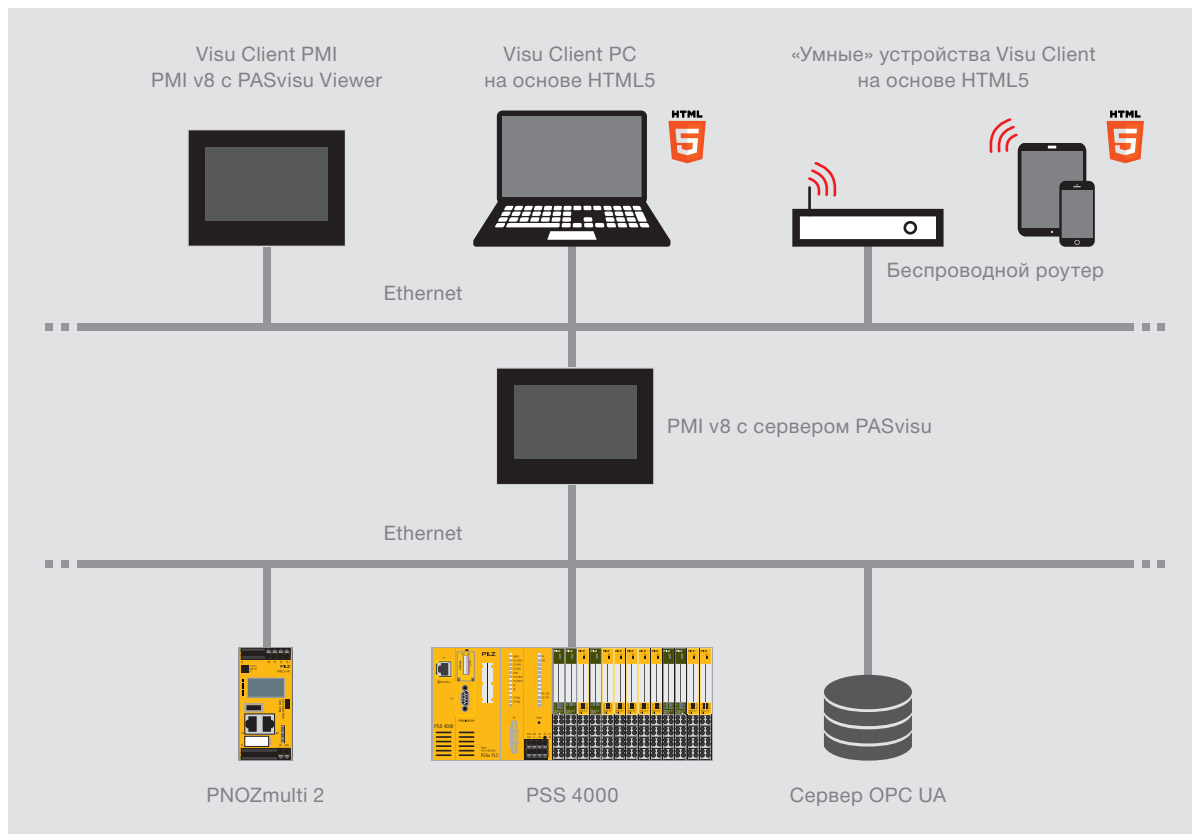 Visu Client PMI
PMI v8 с PASvisu Viewer
Visu Client PC
на основе HTML5
«Умные» устройства Visu Client
на основе HTML5
HTML
5
HTML
5
Беспроводной роутер
Ethernet
PMI v8 с сервером PASvisu
Ethernet
PILZ
PILZ
PSS 4000
PSSu PLC
PNOZmulti 2
PSS 4000
Сервер OPC UA